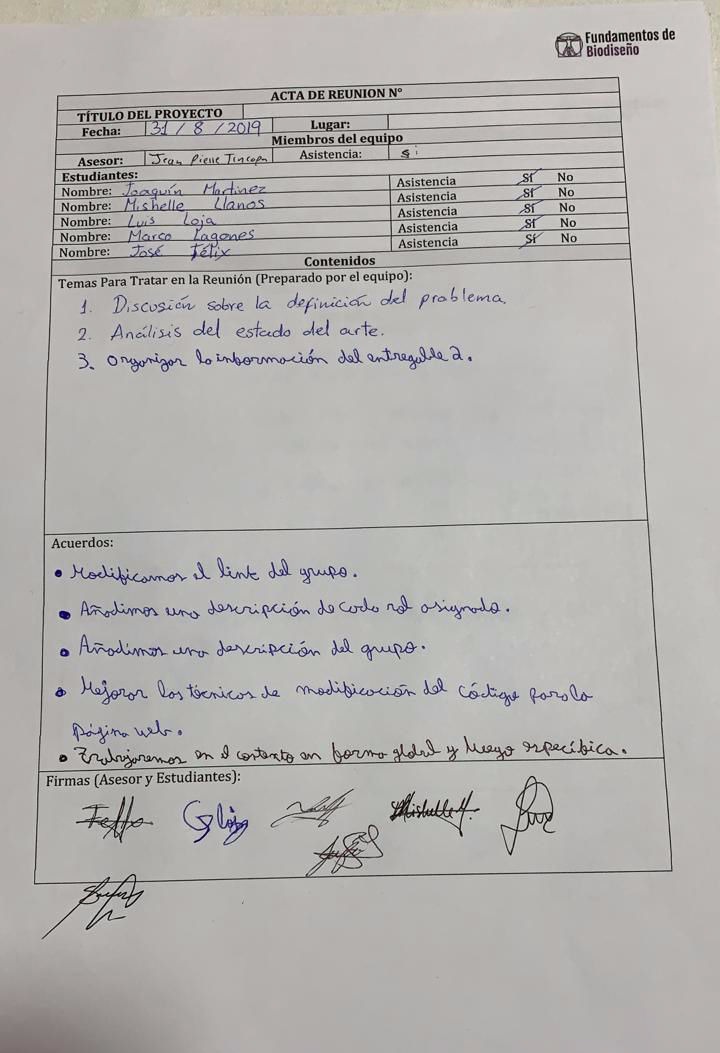 Fundamentos de
Biodiseño
ACTA DE REUNION N°
TÍTULO DEL PROYECTO
Fecha: 31 / 8 / 2019 Lugar:
Miembros del equipo
Asesor: Jean Pierre Tincopa Asistencia: si
Estudiantes:
Nombre: Joaquín Martinez Asistencia SÍ No
Nombre: Mishelle Llanos Asistencia SÍ No
Nombre: Luis Loja Asistencia SÍ No
Nombre: Marco Lagones Asistencia SÍ No
Nombre: José Félix Asistencia SÍ No
Contenidos
Temas Para Tratar en la Reunión (Preparado por el equipo):
1. Discusión sobre la definición del problema.
2. Análisis del estado del arte.
3. Organizar la información del entregable 2.
Acuerdos:
• Modificamos el link del grupo.
• Añadimos una descripción de cada rol asignado.
• Añadimos una descripción del grupo.
• Mejorar las técnicas de modificación del código para la
página web.
• Trabajaremos en el contexto en forma global y luego específica.
Firmas (Asesor y Estudiantes):